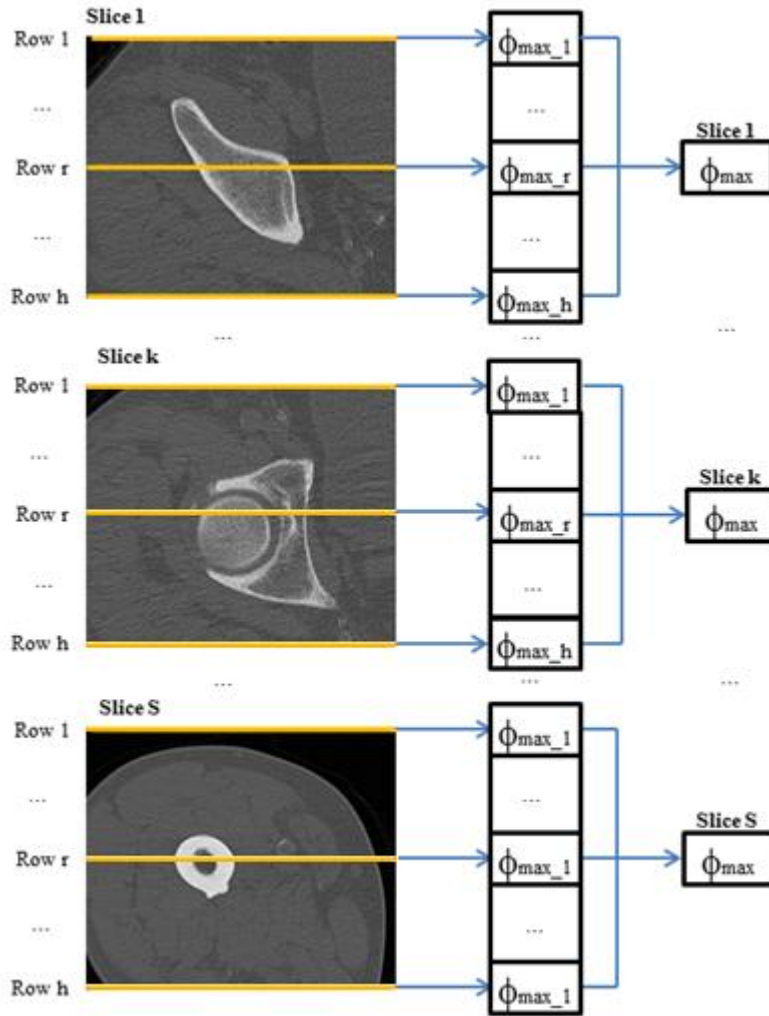 Slice 1
Row 1
ϕmax_1
...
...
Slice 1
Row r
ϕmax_r
ϕmax
...
...
Row h
ϕmax_h
...
...
...
Slice k
Row 1
ϕmax_1
...
...
Slice k
Row r
ϕmax_r
ϕmax
...
...
Row h
ϕmax_h
...
...
...
Slice S
Row 1
ϕmax_1
...
...
Slice S
Row r
ϕmax_1
ϕmax
...
...
Row h
ϕmax_1